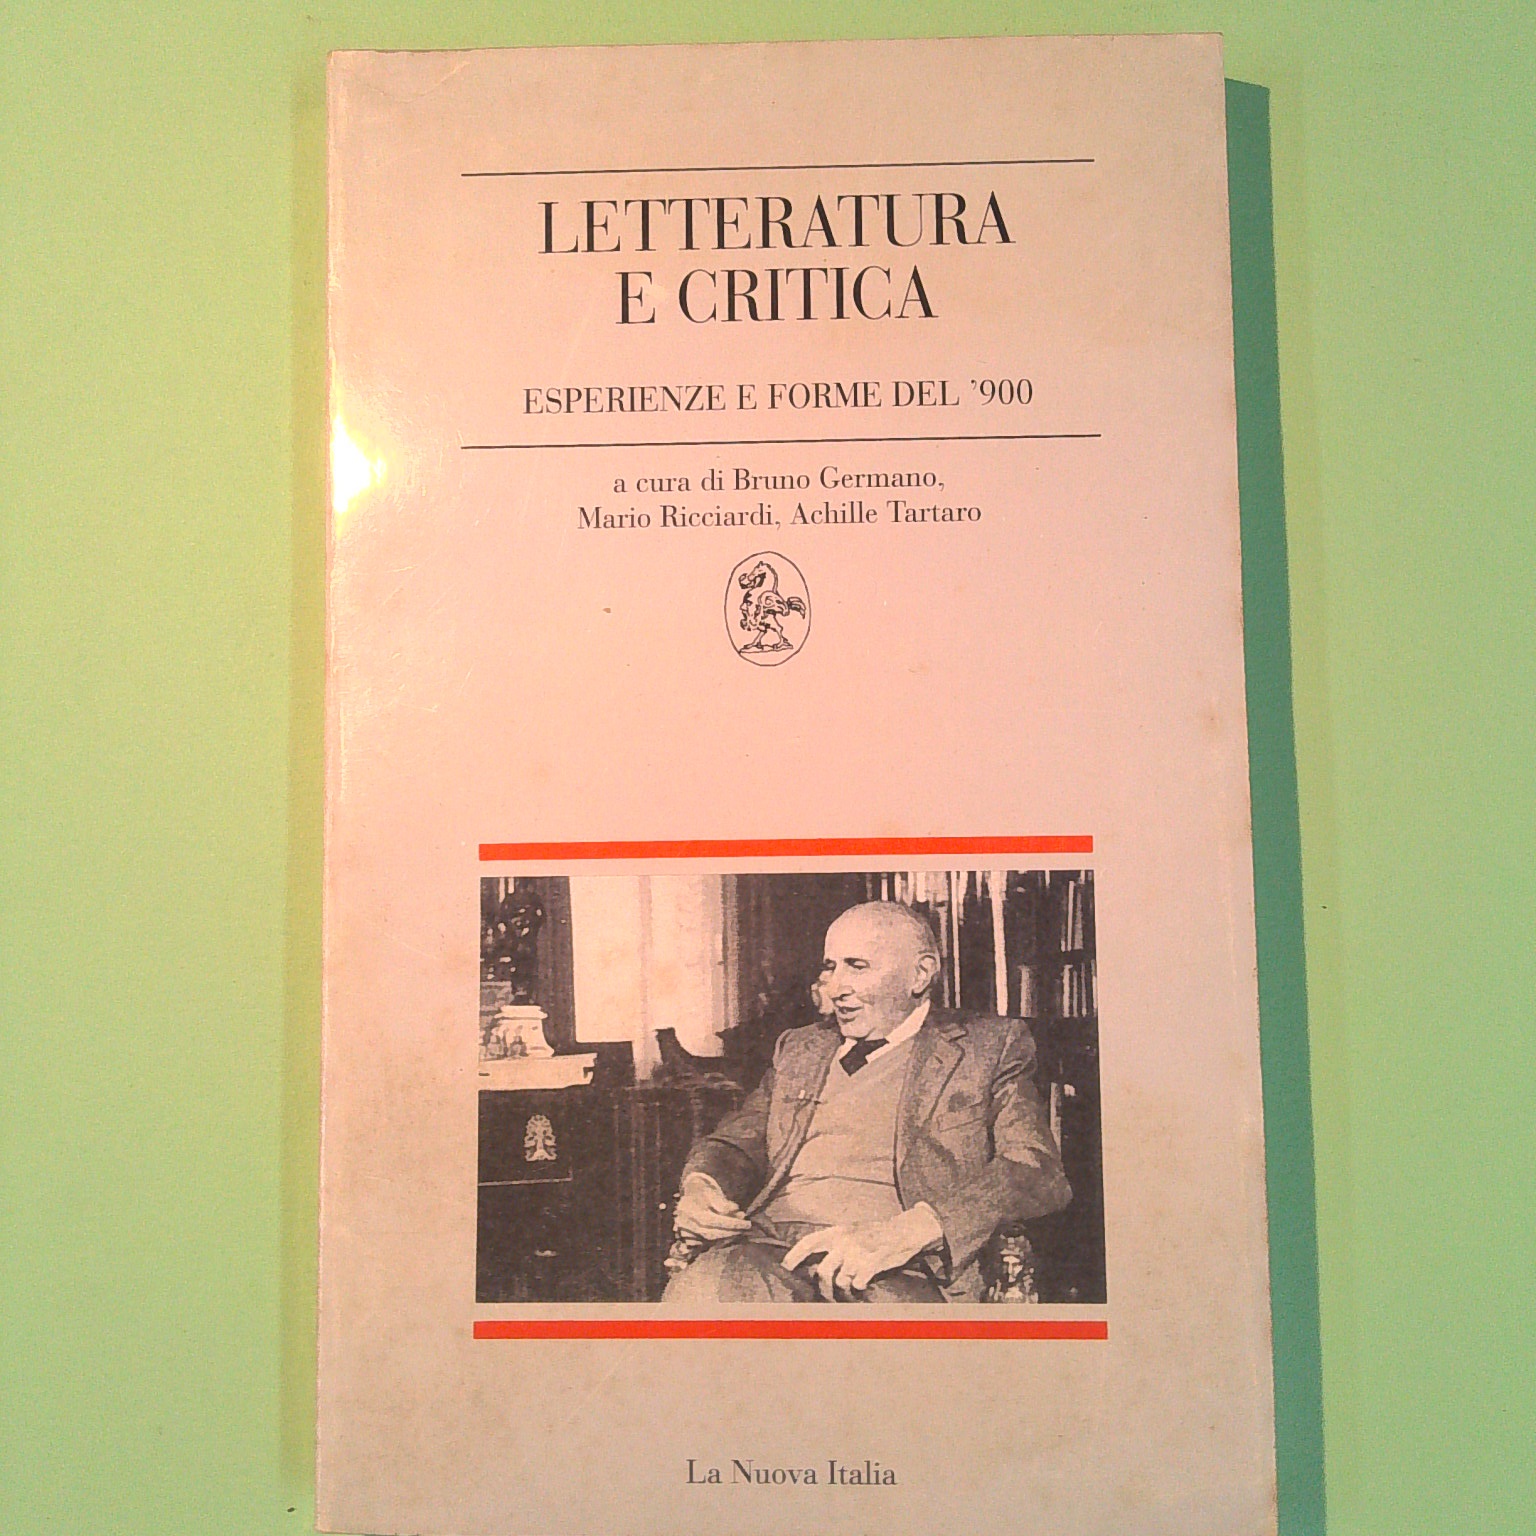 LETTERATURA
E CRITICA
ESPERIENZE E FORME DEL '900
a cura di Bruno Germano,
Mario Ricciardi, Achille Tartaro
La Nuova Italia